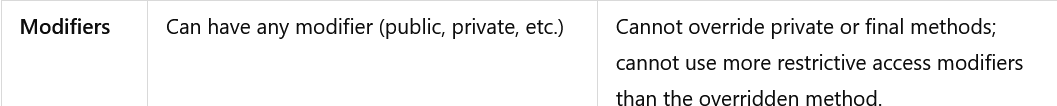 Modifiers
Can have any modifier (public, private, etc.)
Cannot override private or final methods;
cannot use more restrictive access modifiers
than the overridden method.